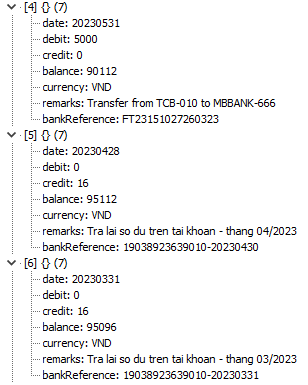 [4] {} (7)
date: 20230531
debit: 5000
credit: 0
balance: 90112
currency: VND
remarks: Transfer from TCB-010 to MBBANK-666
bankReference: FT23151027260323
[5] {} (7)
date: 20230428
debit: 0
credit: 16
balance: 95112
currency: VND
remarks: Tra lai so du tren tai khoan - thang 04/2023
bankReference: 19038923639010-20230430
[6] {} (7)
date: 20230331
debit: 0
credit: 16
balance: 95096
currency: VND
remarks: Tra lai so du tren tai khoan - thang 03/2023
bankReference: 19038923639010-20230331